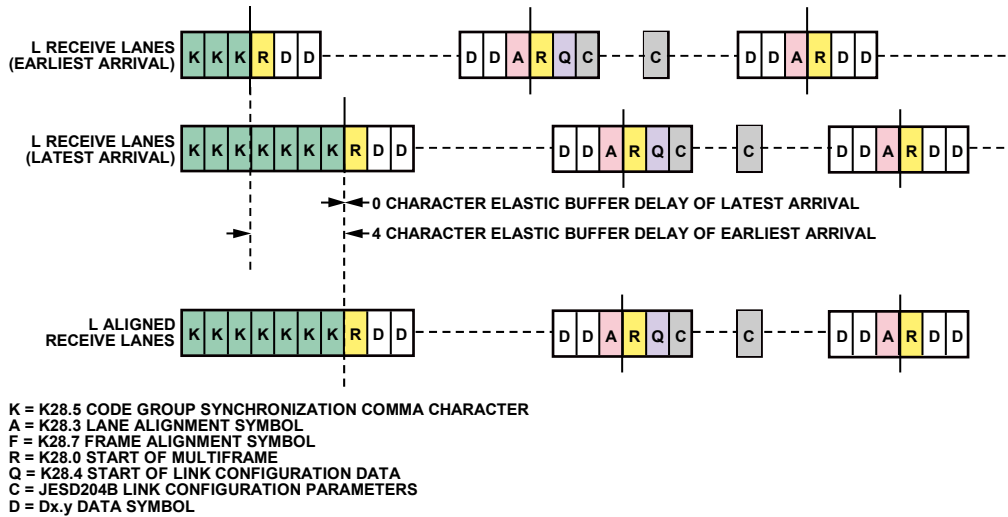 L RECEIVE LANES
(EARLIEST ARRIVAL)
K K K R D D
D D A R Q C
C
D D A R D D
L RECEIVE LANES
(LATEST ARRIVAL)
K K K K K K K R D D
D D A R Q C
C
D D A R D D
0 CHARACTER ELASTIC BUFFER DELAY OF LATEST ARRIVAL
4 CHARACTER ELASTIC BUFFER DELAY OF EARLIEST ARRIVAL
L ALIGNED
RECEIVE LANES
K K K K K K K R D D
D D A R Q C
C
D D A R D D
K = K28.5 CODE GROUP SYNCHRONIZATION COMMA CHARACTER
A = K28.3 LANE ALIGNMENT SYMBOL
F = K28.7 FRAME ALIGNMENT SYMBOL
R = K28.0 START OF MULTIFRAME
Q = K28.4 START OF LINK CONFIGURATION DATA
C = JESD204B LINK CONFIGURATION PARAMETERS
D = Dx.y DATA SYMBOL